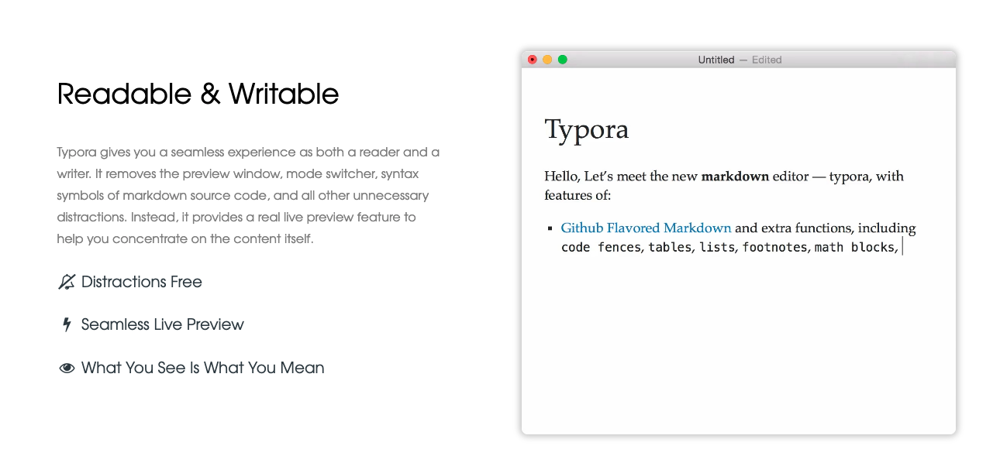 Readable & Writable
Typora gives you a seamless experience as both a reader and a
writer. It removes the preview window, mode switcher, syntax
symbols of markdown source code, and all other unnecessary
distractions. Instead, it provides a real live preview feature to
help you concentrate on the content itself.
Distractions Free
Seamless Live Preview
What You See Is What You Mean
Untitled — Edited
Typora
Hello, Let’s meet the new markdown editor — typora, with
features of:
▪ Github Flavored Markdown and extra functions, including
code fences, tables, lists, footnotes, math blocks,